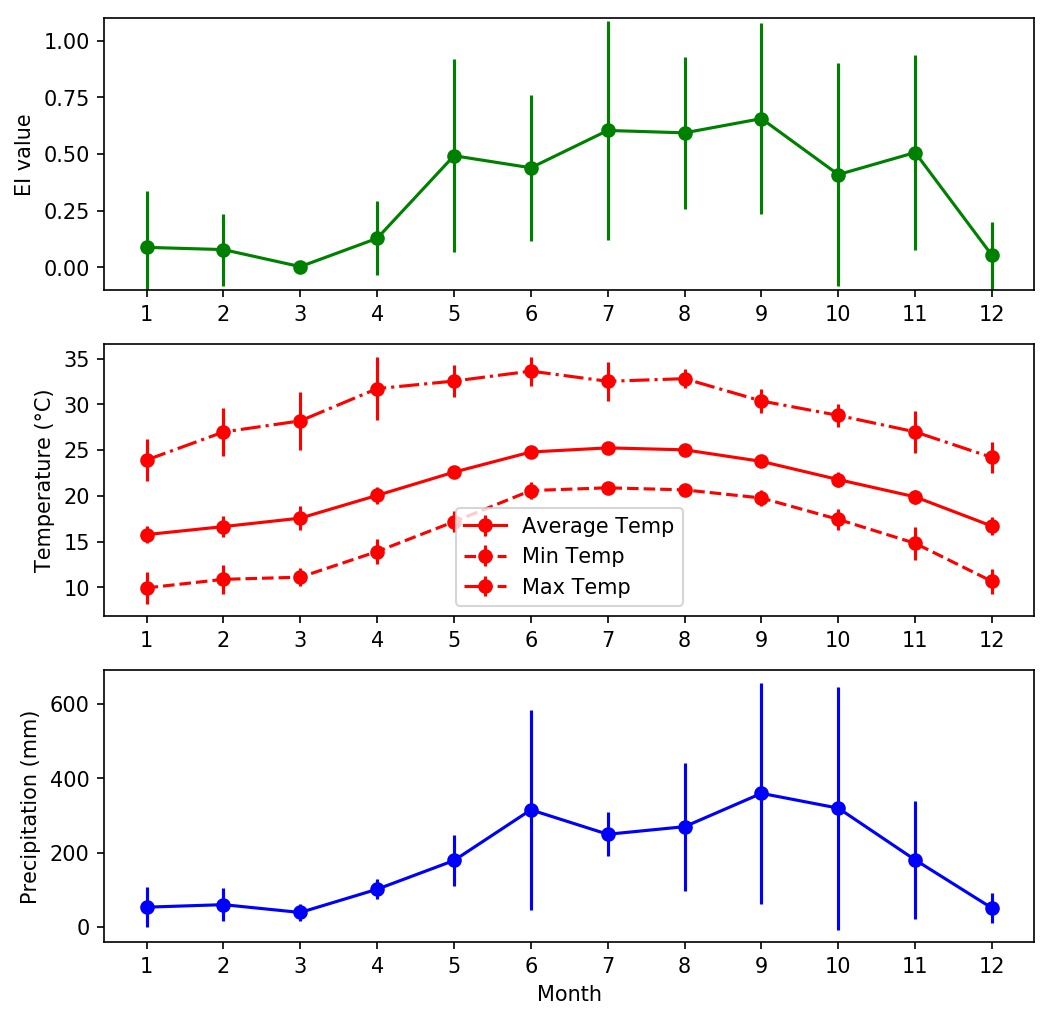 EI value
1.00
0.75
0.50
0.25
0.00
1 2 3 4 5 6 7 8 9 10 11 12
Temperature (°C)
35
30
25
20
15
10
Average Temp
Min Temp
Max Temp
1 2 3 4 5 6 7 8 9 10 11 12
Precipitation (mm)
600
400
200
0
1 2 3 4 5 6 7 8 9 10 11 12
Month